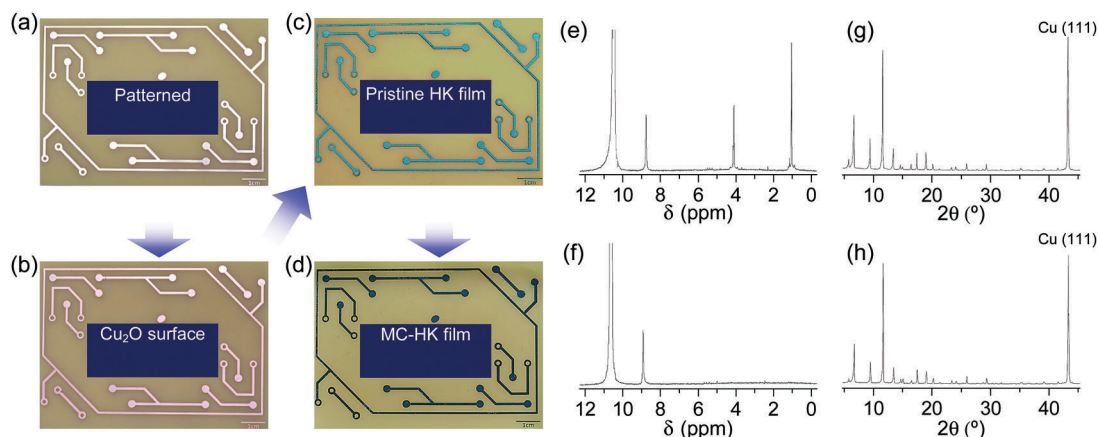 (a)
Patterned
1cm
(b)
Cu₂O surface
1cm
(c)
Pristine HK film
1cm
(d)
MC-HK film
1cm
(e)
12 10 8 6 4 2 0
δ (ppm)
(f)
12 10 8 6 4 2 0
δ (ppm)
(g)
Cu (111)
10 20 30 40
2θ (º)
(h)
Cu (111)
10 20 30 40
2θ (º)